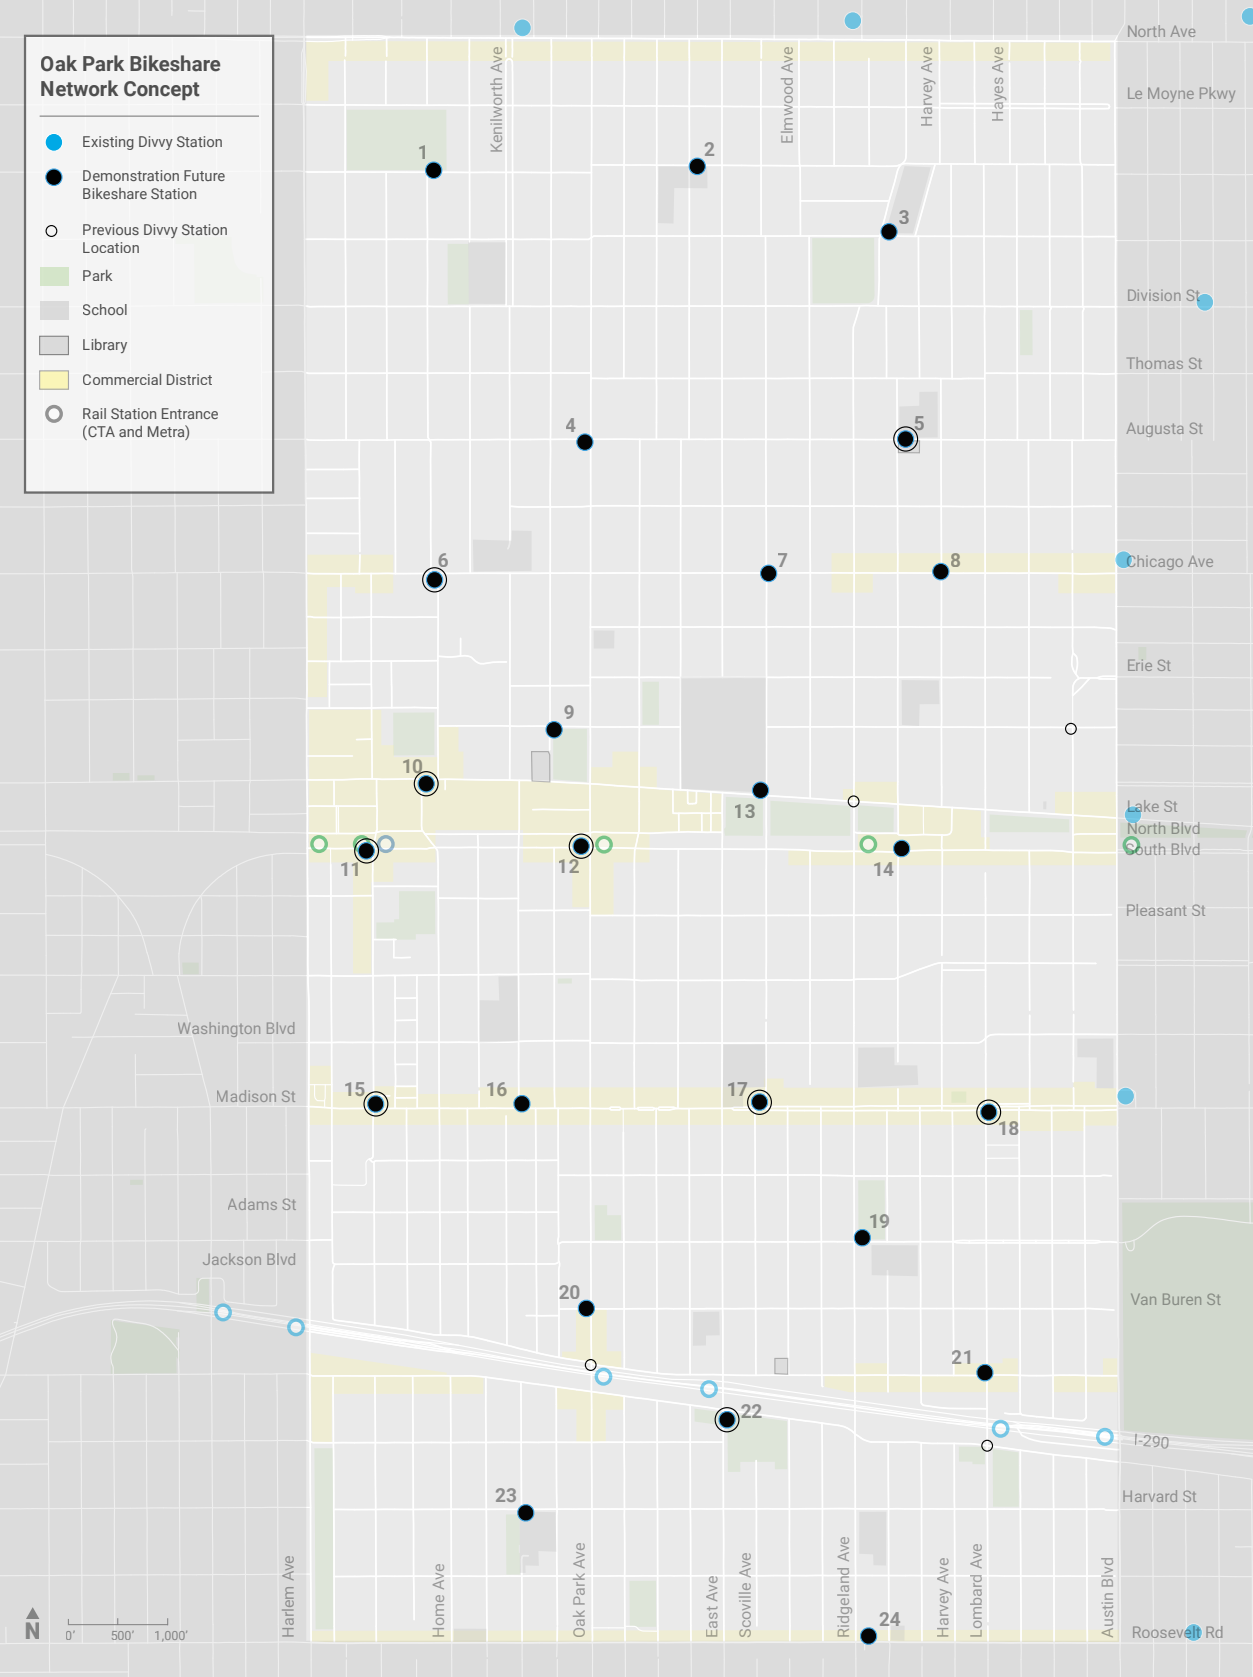 North Ave
Oak Park Bikeshare
Network Concept
Existing Divvy Station
Demonstration Future
Bikeshare Station
Previous Divvy Station
Location
Park
School
Library
Commercial District
Rail Station Entrance
(CTA and Metra)
Kenilworth Ave
Elmwood Ave
Harvey Ave
Hayes Ave
Le Moyne Pkwy
1
2
3
Division St
Thomas St
4
5
Augusta St
6
7
8
Chicago Ave
Erie St
9
10
13
Lake St
North Blvd
South Blvd
11
12
14
Pleasant St
Washington Blvd
Madison St
15
16
17
18
Adams St
19
Jackson Blvd
20
Van Buren St
21
22
I-290
23
Harvard St
Harlem Ave
Home Ave
Oak Park Ave
East Ave
Scoville Ave
Ridgeland Ave
Harvey Ave
Lombard Ave
Austin Blvd
24
Roosevelt Rd
N
0'
500'
1,000'